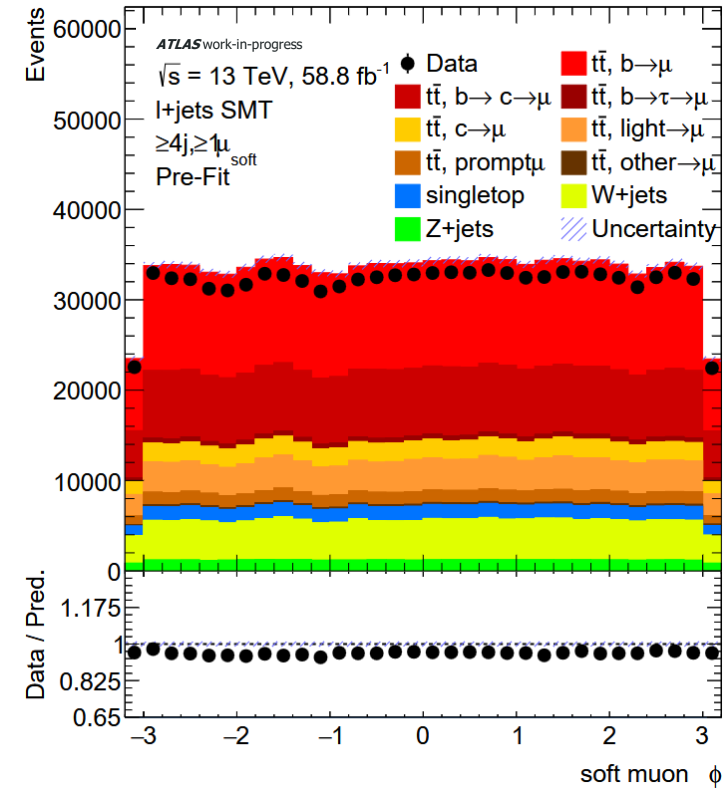 Events
60000
50000
40000
30000
20000
10000
0
ATLAS work-in-progress
√s = 13 TeV, 58.8 fb⁻¹
l+jets SMT
≥4j,≥1μ_soft
Pre-Fit
Data
tt̄, b→μ
tt̄, b→ c→μ
tt̄, b→τ→μ
tt̄, c→μ
tt̄, light→μ
tt̄, promptμ
tt̄, other→μ
singletop
W+jets
Z+jets
Uncertainty
Data / Pred.
1.175
1
0.825
0.65
−3 −2 −1 0 1 2 3
soft muon ϕ